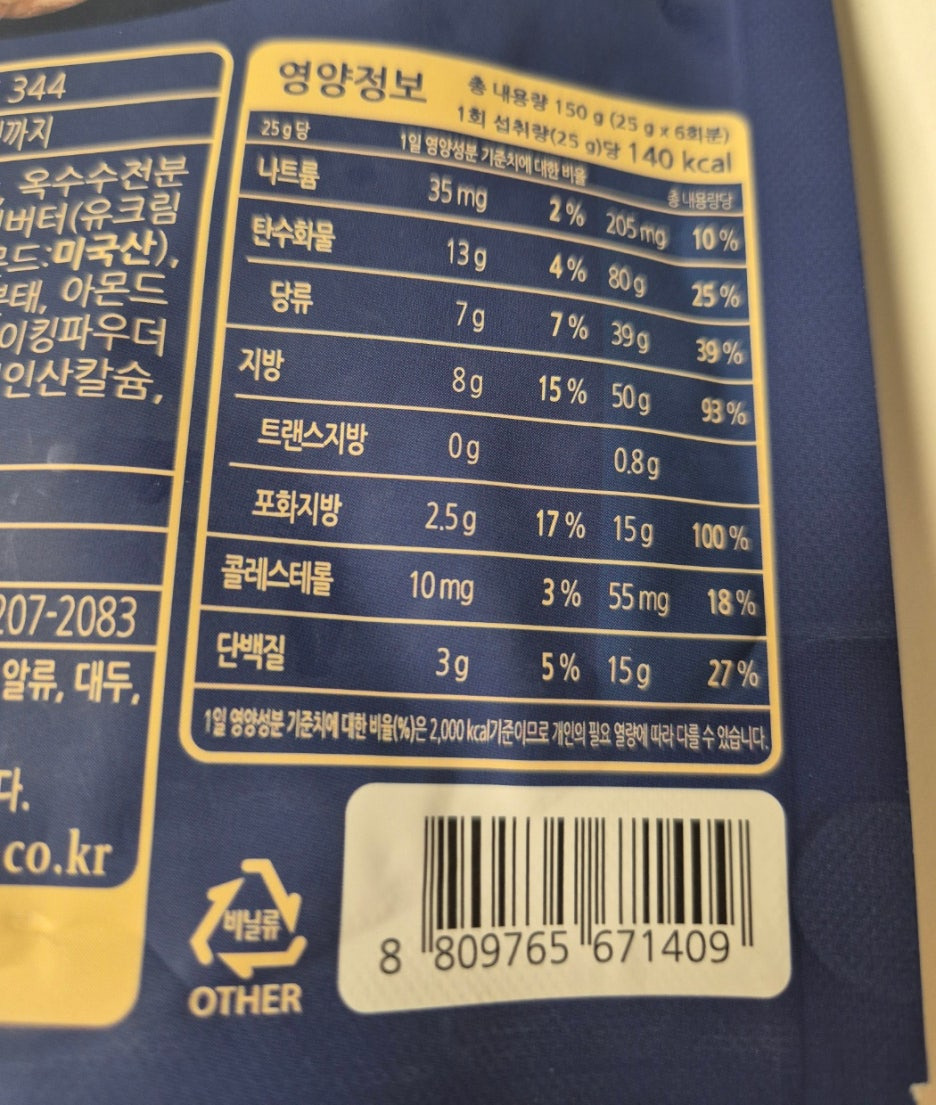 344
까지
옥수수전분
버터(유크림
몬드:미국산),
부태, 아몬드
이킹파우더
인산칼슘,
207-2083
알류, 대두,
다.
co.kr
영양정보
총 내용량 150 g (25 g x 6회분)
1회 섭취량(25 g)당 140 kcal
25 g당 1일 영양성분 기준치에 대한 비율 총 내용량당
나트륨 35 mg 2 % 205 mg 10 %
탄수화물 13 g 4 % 80 g 25 %
당류 7 g 7 % 39 g 39 %
지방 8 g 15 % 50 g 93 %
트랜스지방 0 g 0.8 g
포화지방 2.5 g 17 % 15 g 100 %
콜레스테롤 10 mg 3 % 55 mg 18 %
단백질 3 g 5 % 15 g 27 %
1일 영양성분 기준치에 대한 비율(%)은 2,000 kcal기준이므로 개인의 필요 열량에 따라 다를 수 있습니다.
비닐류
OTHER
8 809765 671409